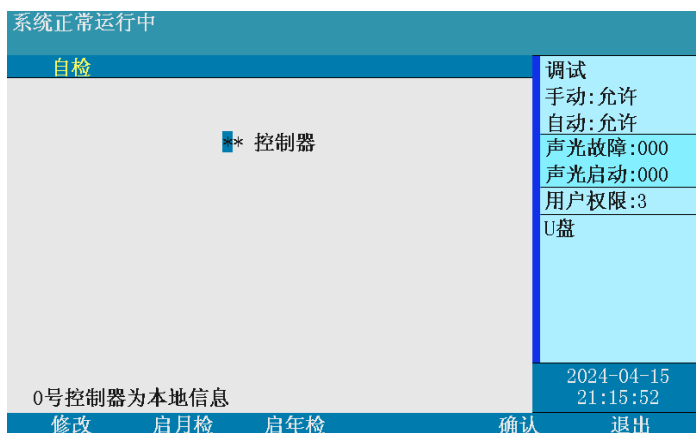 系统正常运行中
自检
** 控制器
0号控制器为本地信息
调试
手动:允许
自动:允许
声光故障:000
声光启动:000
用户权限:3
U盘
2024-04-15
21:15:52
修改 启月检 启年检 确认 退出